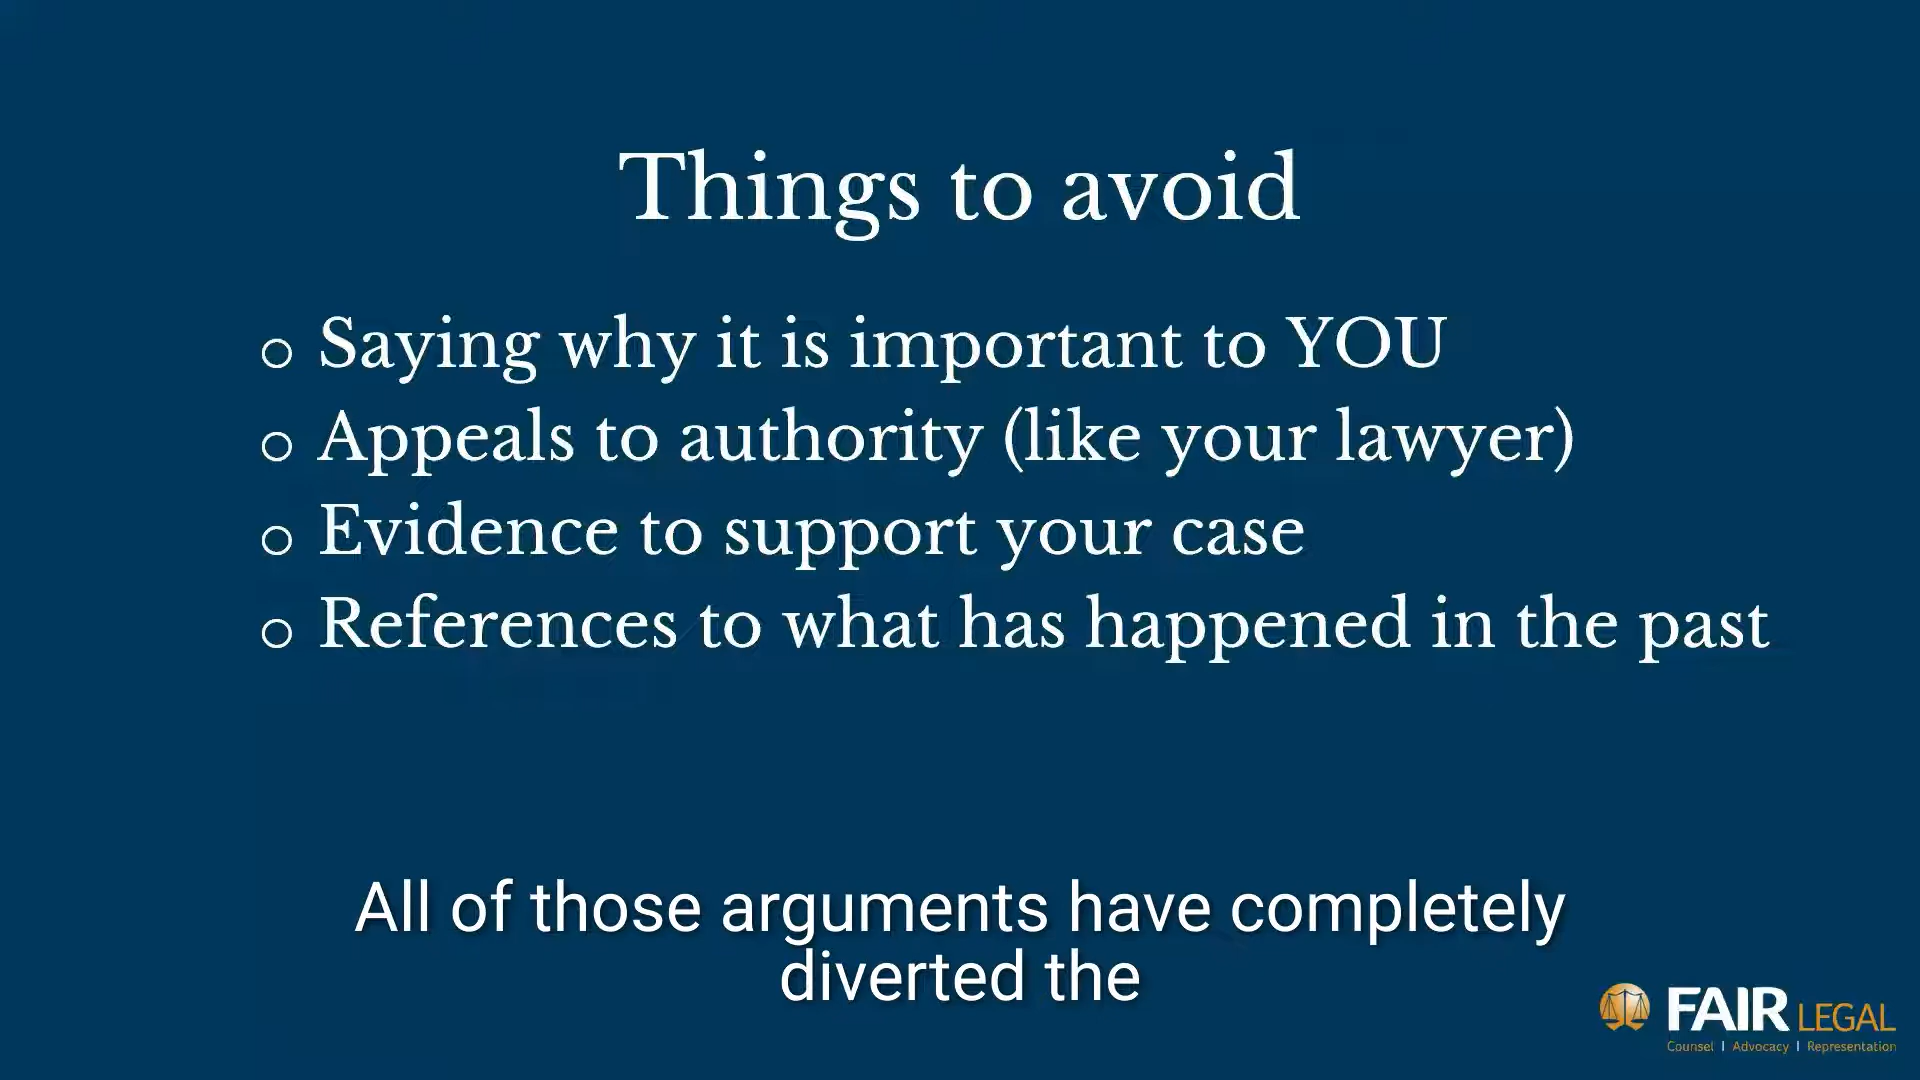 Things to avoid
o Saying why it is important to YOU
o Appeals to authority (like your lawyer)
o Evidence to support your case
o References to what has happened in the past
All of those arguments have completely
diverted the
FAIR LEGAL
Counsel | Advocacy | Representation